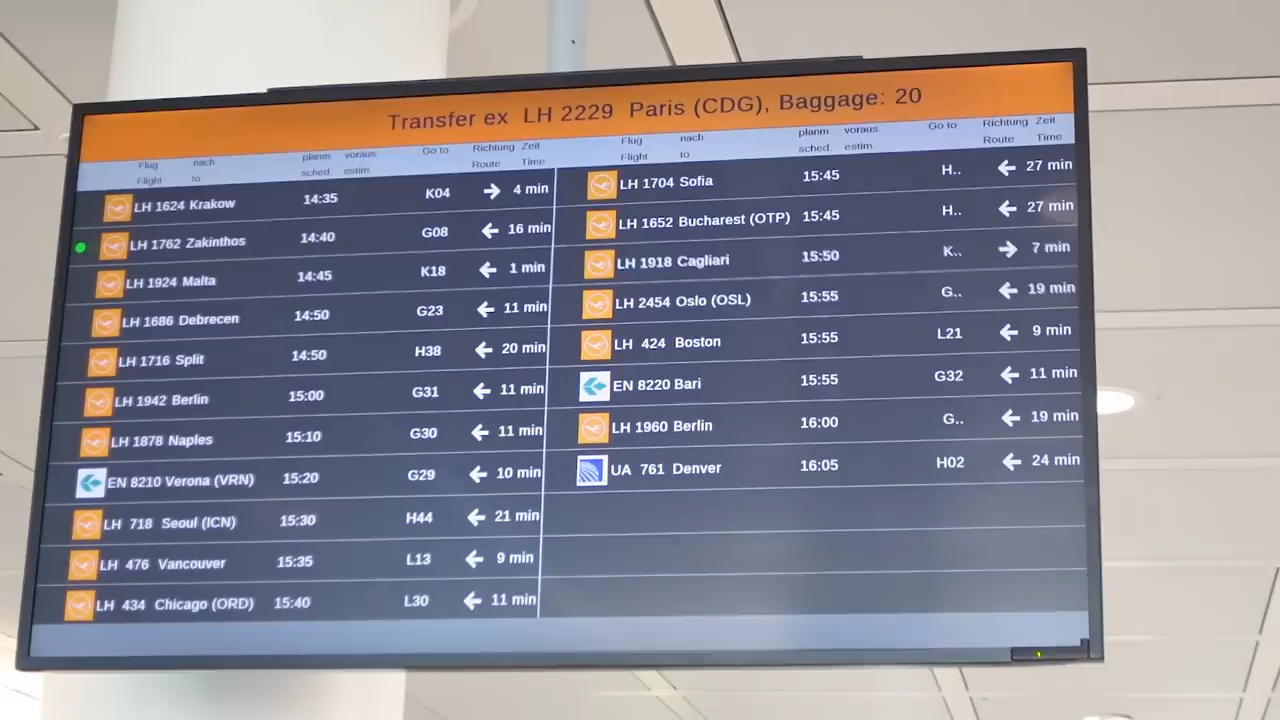 Transfer ex LH 2229 Paris (CDG), Baggage: 20
Flug nach planm. voraus. Go to Richtung Zeit
Flight to sched. estim. Route Time
LH 1624 Krakow 14:35 K04 → 4 min
LH 1762 Zakinthos 14:40 G08 ← 16 min
LH 1924 Malta 14:45 K18 ← 1 min
LH 1686 Debrecen 14:50 G23 ← 11 min
LH 1716 Split 14:50 H38 ← 20 min
LH 1942 Berlin 15:00 G31 ← 11 min
LH 1878 Naples 15:10 G30 ← 11 min
EN 8210 Verona (VRN) 15:20 G29 ← 10 min
LH 718 Seoul (ICN) 15:30 H44 ← 21 min
LH 476 Vancouver 15:35 L13 ← 9 min
LH 434 Chicago (ORD) 15:40 L30 ← 11 min
Flug nach planm. voraus. Go to Richtung Zeit
Flight to sched. estim. Route Time
LH 1704 Sofia 15:45 H.. ← 27 min
LH 1652 Bucharest (OTP) 15:45 H.. ← 27 min
LH 1918 Cagliari 15:50 K.. → 7 min
LH 2454 Oslo (OSL) 15:55 G.. ← 19 min
LH 424 Boston 15:55 L21 ← 9 min
EN 8220 Bari 15:55 G32 ← 11 min
LH 1960 Berlin 16:00 G.. ← 19 min
UA 761 Denver 16:05 H02 ← 24 min